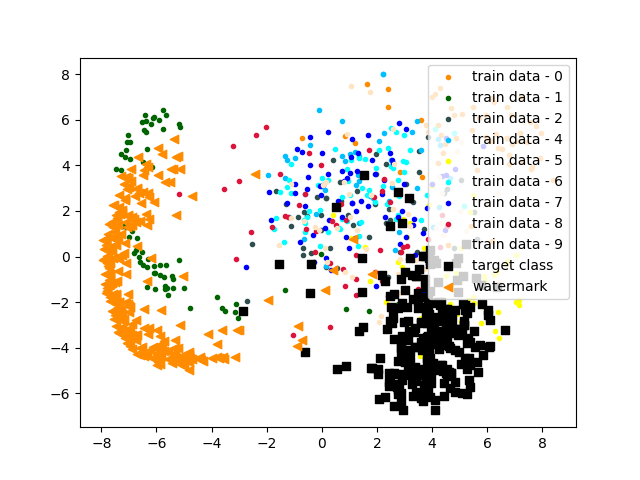 8
6
4
2
0
−2
−4
−6
−8
−6
−4
−2
0
2
4
6
8
train data - 0
train data - 1
train data - 2
train data - 4
train data - 5
train data - 6
train data - 7
train data - 8
train data - 9
target class
watermark